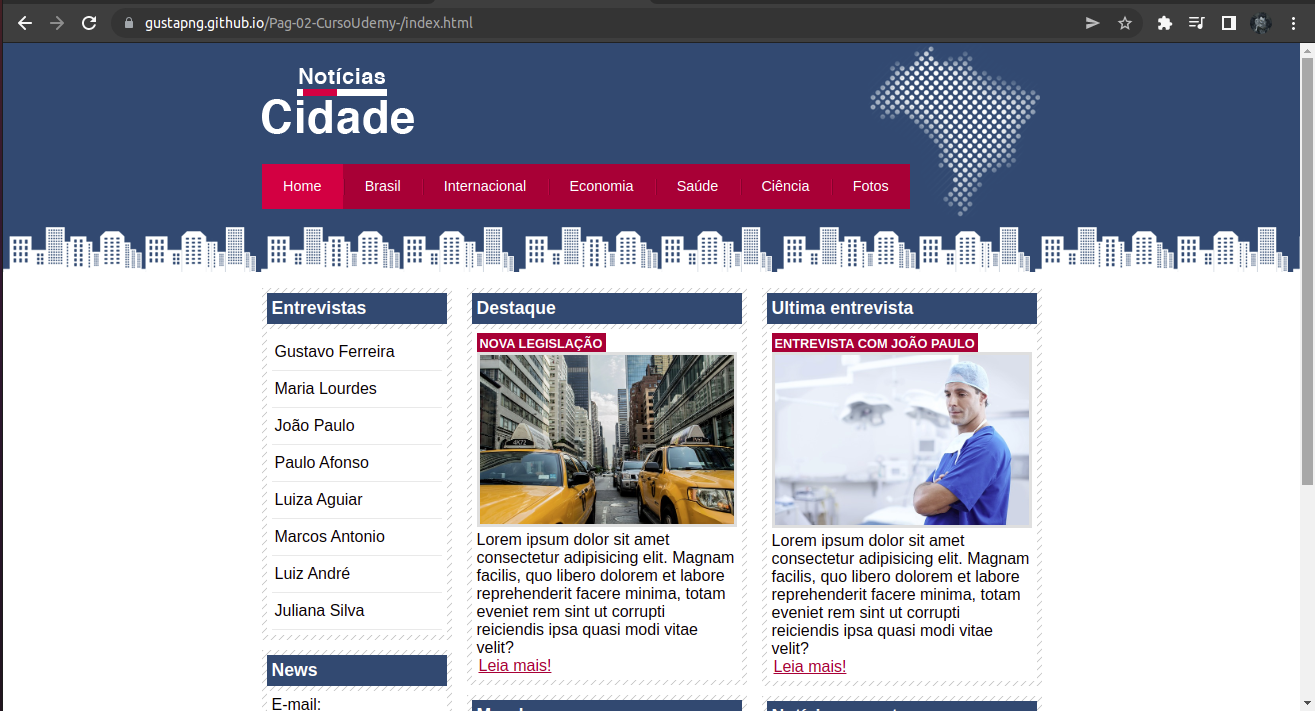 gustapng.github.io/Pag-02-CursoUdemy-/index.html
Notícias
Cidade
Home
Brasil
Internacional
Economia
Saúde
Ciência
Fotos
Entrevistas
Gustavo Ferreira
Maria Lourdes
João Paulo
Paulo Afonso
Luiza Aguiar
Marcos Antonio
Luiz André
Juliana Silva
News
E-mail:
Destaque
NOVA LEGISLAÇÃO
Lorem ipsum dolor sit amet
consectetur adipisicing elit. Magnam
facilis, quo libero dolorem et labore
reprehenderit facere minima, totam
eveniet rem sint ut corrupti
reiciendis ipsa quasi modi vitae
velit?
Leia mais!
Ultima entrevista
ENTREVISTA COM JOÃO PAULO
Lorem ipsum dolor sit amet
consectetur adipisicing elit. Magnam
facilis, quo libero dolorem et labore
reprehenderit facere minima, totam
eveniet rem sint ut corrupti
reiciendis ipsa quasi modi vitae
velit?
Leia mais!